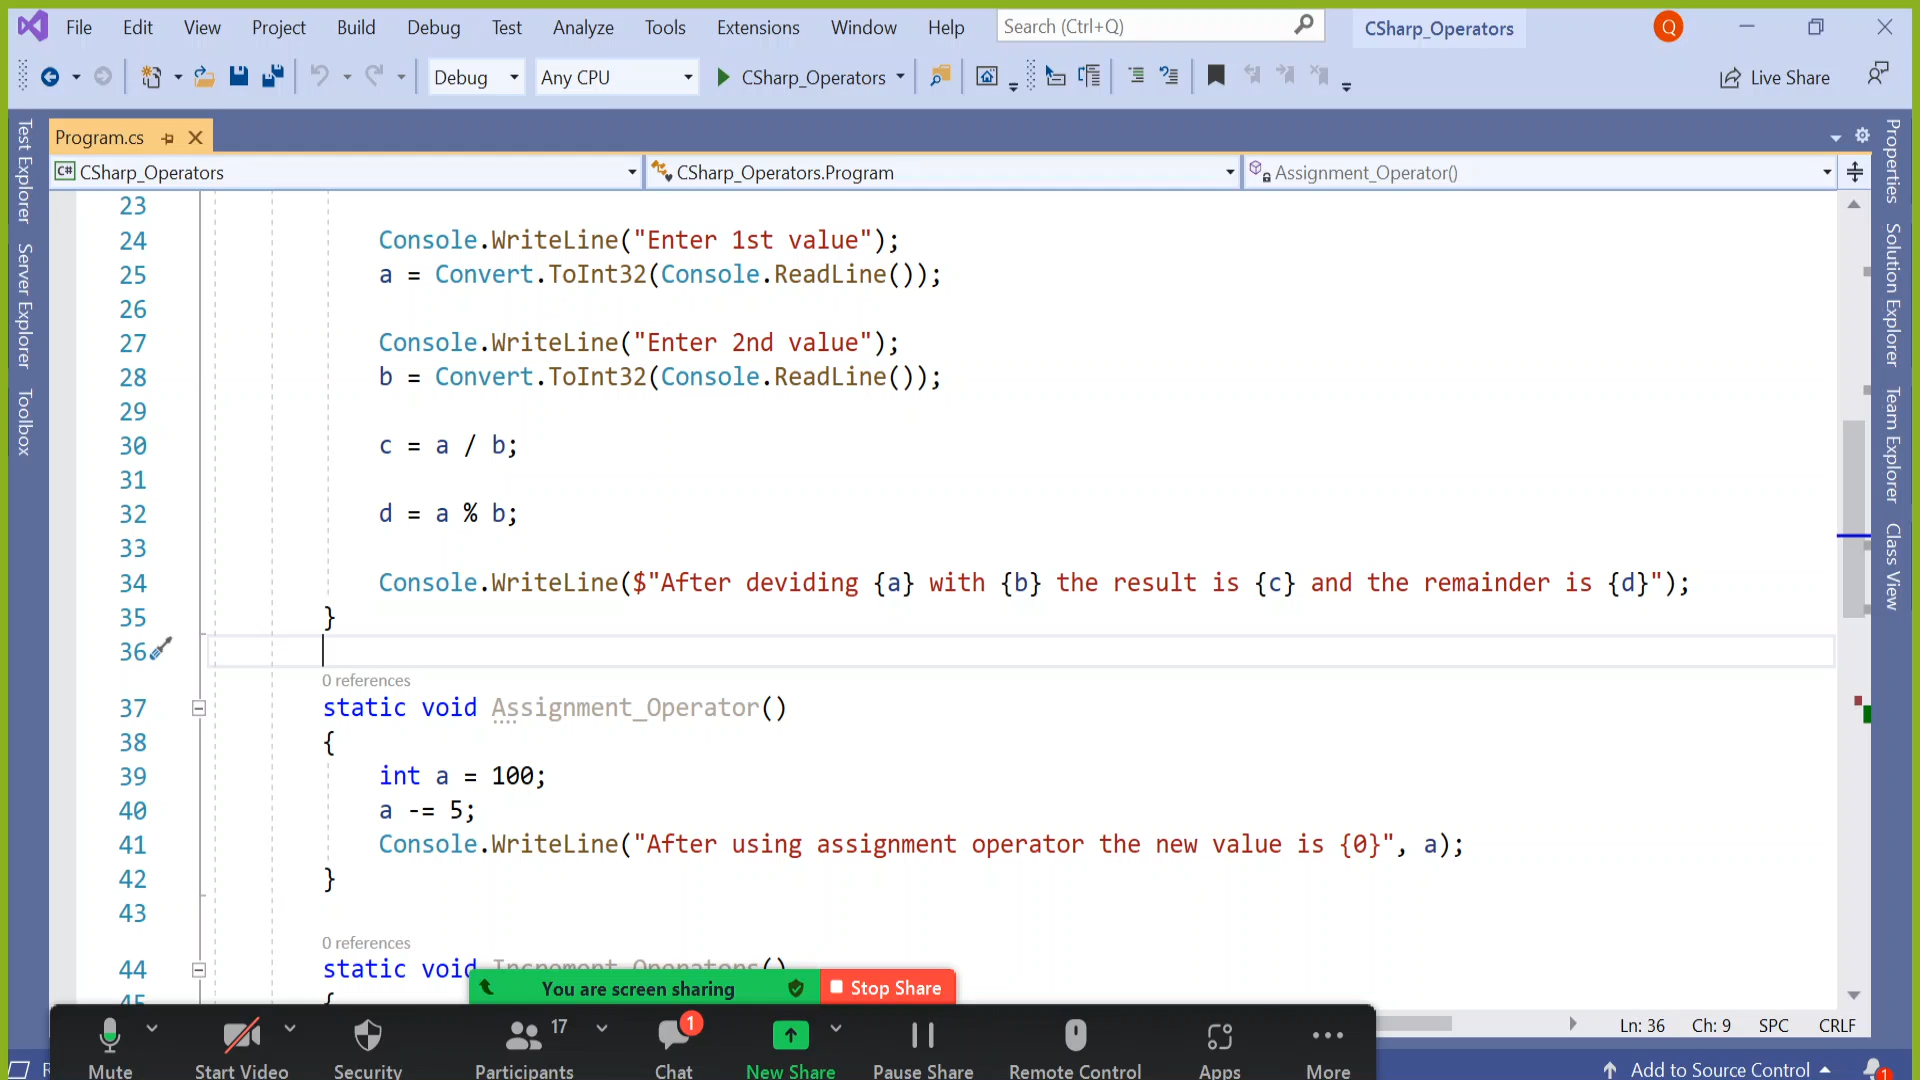 File Edit View Project Build Debug Test Analyze Tools Extensions Window Help Search (Ctrl+Q) CSharp_Operators Q
Debug Any CPU CSharp_Operators Live Share
Program.cs
C# CSharp_Operators CSharp_Operators.Program Assignment_Operator()
Test Explorer
Server Explorer
Toolbox
Properties
Solution Explorer
Team Explorer
Class View
23
24 Console.WriteLine("Enter 1st value");
25 a = Convert.ToInt32(Console.ReadLine());
26
27 Console.WriteLine("Enter 2nd value");
28 b = Convert.ToInt32(Console.ReadLine());
29
30 c = a / b;
31
32 d = a % b;
33
34 Console.WriteLine($"After deviding {a} with {b} the result is {c} and the remainder is {d}");
35 }
36
0 references
37 static void Assignment_Operator()
38 {
39 int a = 100;
40 a -= 5;
41 Console.WriteLine("After using assignment operator the new value is {0}", a);
42 }
43
0 references
44 static void Increment_Operators()
45 {
You are screen sharing Stop Share
Ln: 36 Ch: 9 SPC CRLF
17 1
Mute Start Video Security Participants Chat New Share Pause Share Remote Control Apps More
Add to Source Control 1